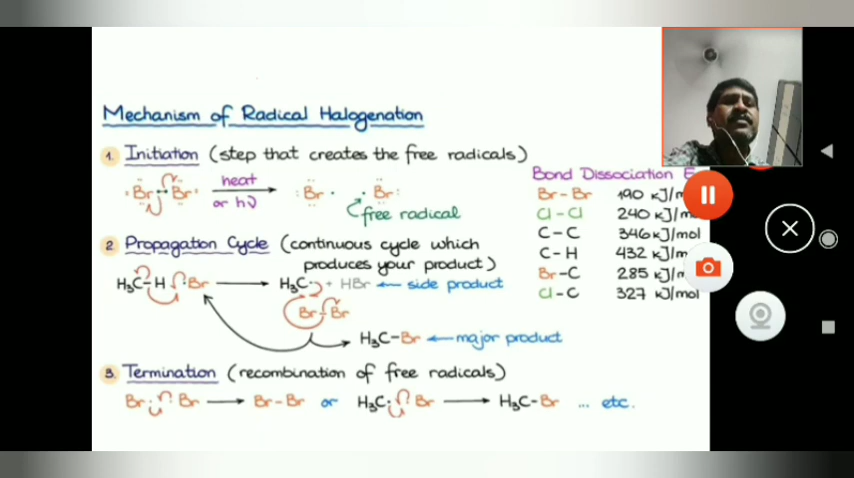 Mechanism of Radical Halogenation
1. Initiation (step that creates the free radicals)
Br-Br heat or hν Br · · Br
free radical
Bond Dissociation E
Br-Br 190 kJ/m
Cl-Cl 240 kJ/m
C-C 346 kJ/mol
C-H 432 kJ/m
Br-C 285 kJ/m
Cl-C 327 kJ/mol
2. Propagation Cycle (continuous cycle which
produces your product)
H₃C-H · Br → H₃C · + HBr ← side product
Br-Br
H₃C-Br ← major product
3. Termination (recombination of free radicals)
Br · · Br → Br-Br or H₃C · · Br → H₃C-Br ... etc.